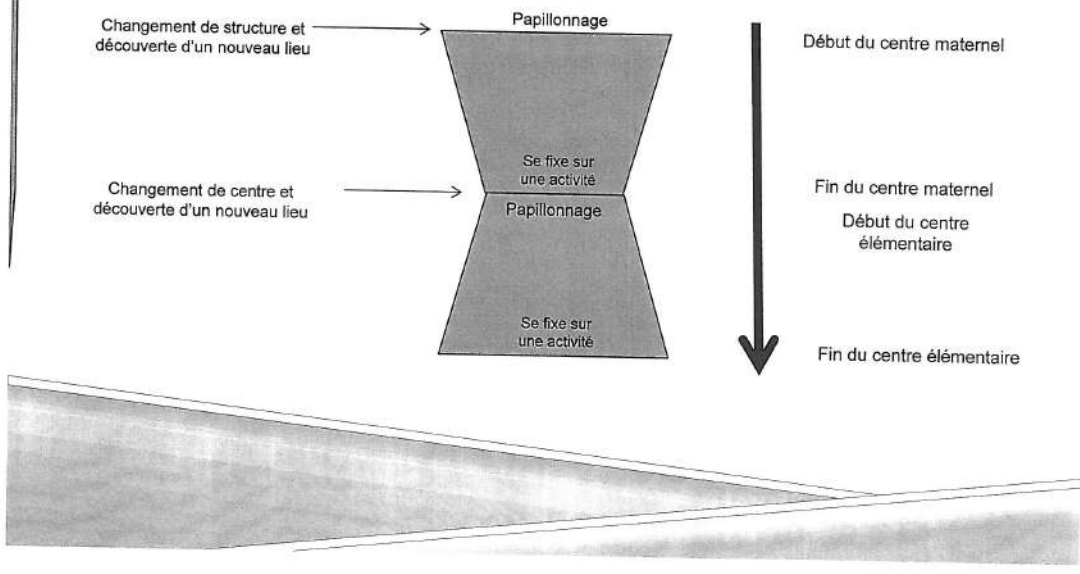 Papillonnage
Changement de structure et
découverte d'un nouveau lieu
Début du centre maternel
Se fixe sur
une activité
Changement de centre et
découverte d'un nouveau lieu
Papillonnage
Fin du centre maternel
Début du centre
élémentaire
Se fixe sur
une activité
Fin du centre élémentaire